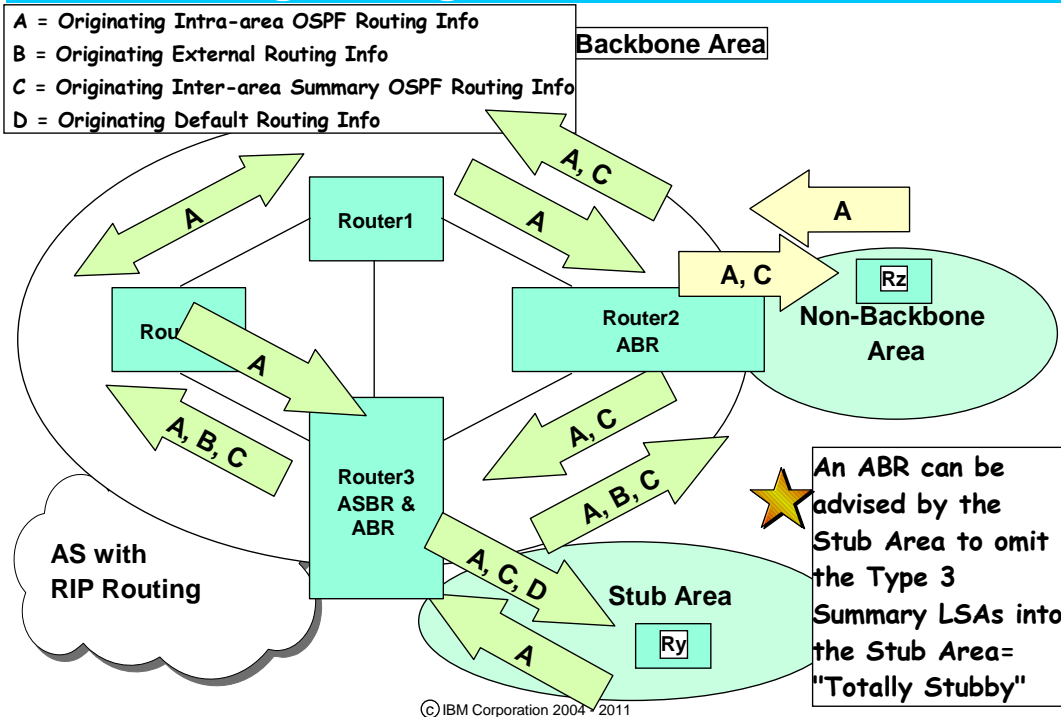 A = Originating Intra-area OSPF Routing Info
B = Originating External Routing Info
C = Originating Inter-area Summary OSPF Routing Info
D = Originating Default Routing Info
Backbone Area
A, C
A
A
A
Router1
A, C
Rz
Non-Backbone
Area
Router2
ABR
Rou
A
A, C
A, B, C
A, B, C
Router3
ASBR &
ABR
An ABR can be
advised by the
Stub Area to omit
the Type 3
Summary LSAs into
the Stub Area=
"Totally Stubby"
AS with
RIP Routing
A, C, D
Stub Area
Ry
A
© IBM Corporation 2004 - 2011